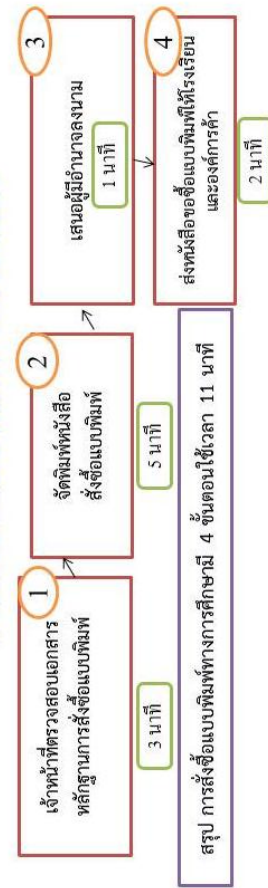 1
เจ้าหน้าที่ตรวจสอบเอกสาร
หลักฐานการสั่งซื้อแบบพิมพ์
3 นาที
2
จัดพิมพ์หนังสือ
สั่งซื้อแบบพิมพ์
5 นาที
3
เสนอผู้มีอำนาจลงนาม
1 นาที
4
ส่งหนังสือขอซื้อแบบพิมพ์ให้โรงเรียน
และองค์การค้า
2 นาที
สรุป การสั่งซื้อแบบพิมพ์ทางการศึกษามี 4 ขั้นตอนใช้เวลา 11 นาที